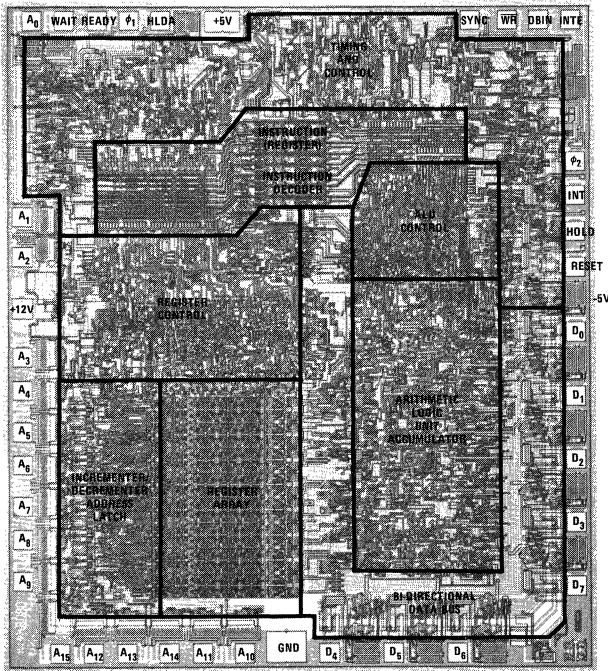 A0 WAIT READY ϕ1 HLDA +5V SYNC WR DBIN INTE
TIMING
AND
CONTROL
INSTRUCTION
(REGISTER)
INSTRUCTION
DECODER
ϕ2
INT
HOLD
RESET
-5V
ALU
CONTROL
A1
A2
+12V
A3
A4
A5
A6
A7
A8
A9
REGISTER
CONTROL
D0
D1
D2
D3
D7
ARITHMETIC
LOGIC
UNIT
ACCUMULATOR
INCREMENTER/
DECREMENTER
ADDRESS
LATCH
REGISTER
ARRAY
BI-DIRECTIONAL
DATA BUS
A15 A12 A13 A14 A11 A10 GND D4 D5 D6